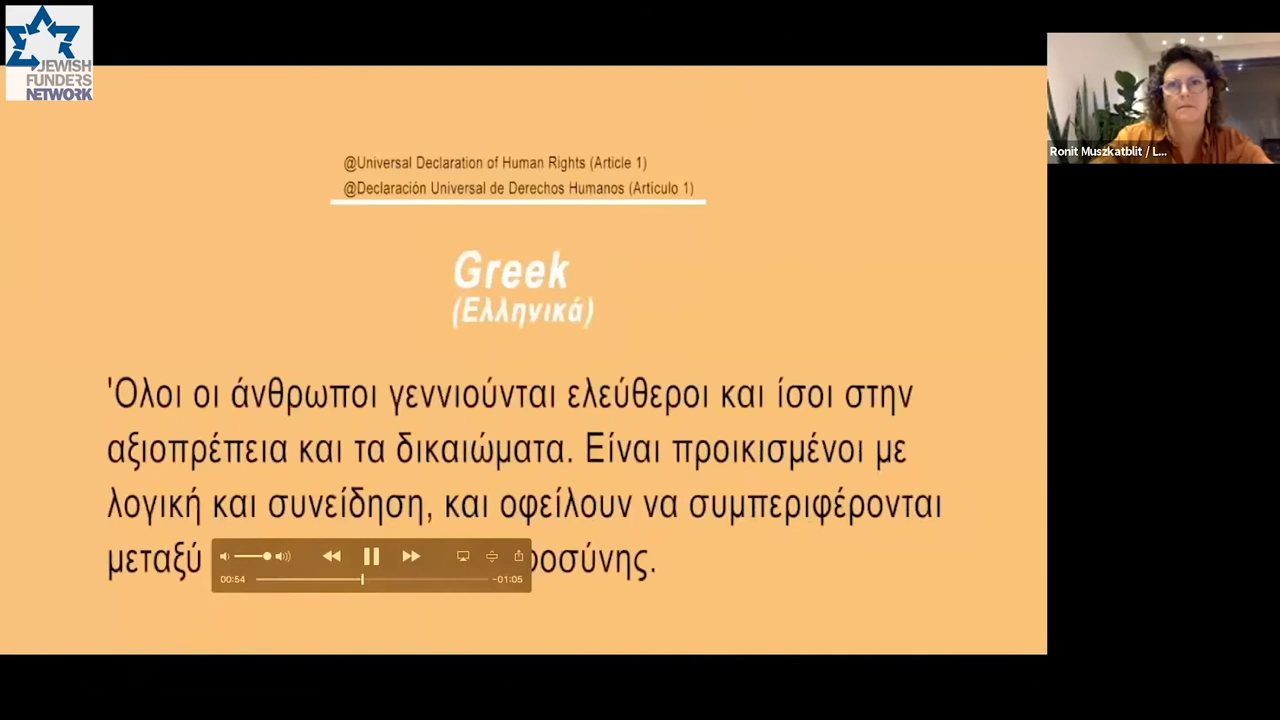 JEWISH
FUNDERS
NETWORK
Ronit Muszkatblit / L...
@Universal Declaration of Human Rights (Article 1)
@Declaración Universal de Derechos Humanos (Artículo 1)
Greek
(Ελληνικά)
'Ολοι οι άνθρωποι γεννιούνται ελεύθεροι και ίσοι στην
αξιοπρέπεια και τα δικαιώματα. Είναι προικισμένοι με
λογική και συνείδηση, και οφείλουν να συμπεριφέρονται
μεταξύ
00:54
-01:05